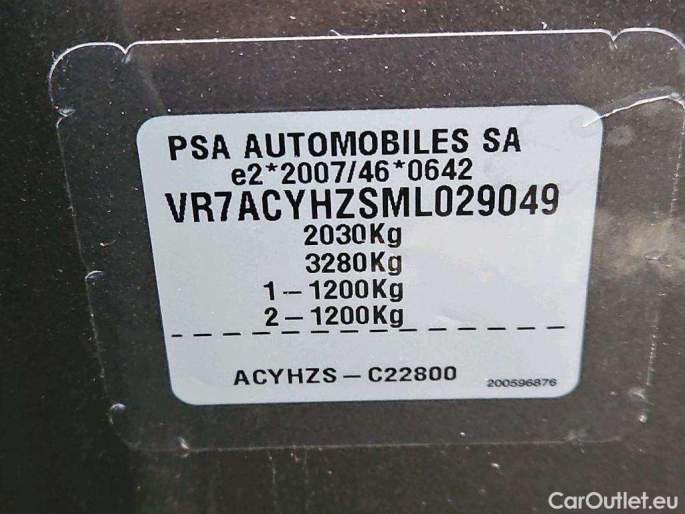 PSA AUTOMOBILES SA
e2*2007/46*0642
VR7ACYHZSML029049
2030Kg
3280Kg
1-1200Kg
2-1200Kg
ACYHZS-C22800
200596876
CarOutlet.eu